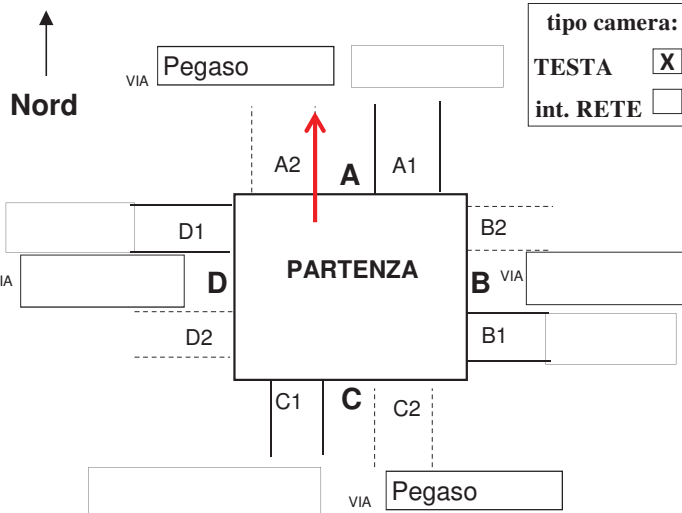 tipo camera:
TESTA X
int. RETE
Nord
VIA Pegaso
A2 A A1
D1 B2
VIA D PARTENZA B VIA
D2 B1
C1 C C2
VIA Pegaso